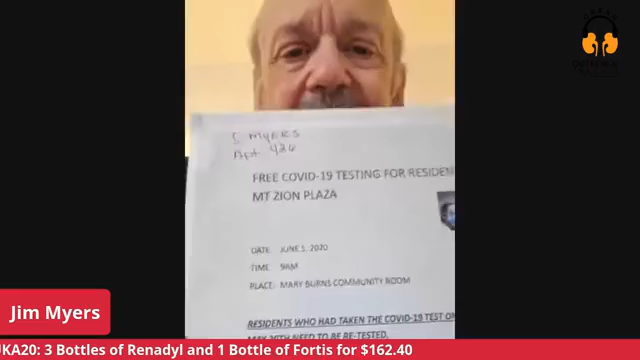 J. MYERS
Apt 426
FREE COVID-19 TESTING FOR RESIDEN
MT ZION PLAZA
DATE: JUNE 5, 2020
TIME: 9AM
PLACE: MARY BURNS COMMUNITY ROOM
RESIDENTS WHO HAD TAKEN THE COVID-19 TEST ON
NEED TO BE RE-TESTED.
Jim Myers
UKA20: 3 Bottles of Renadyl and 1 Bottle of Fortis for $162.40